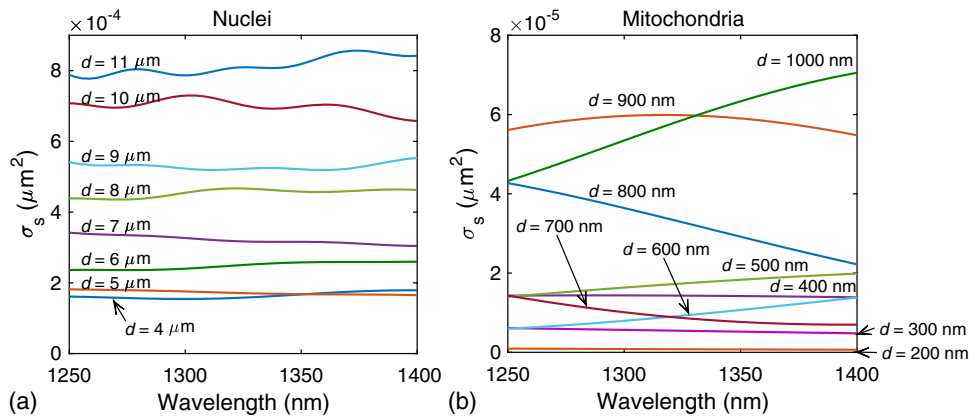 Nuclei
× 10⁻⁴
8
6
4
2
0
σₛ (μm²)
d = 11 μm
d = 10 μm
d = 9 μm
d = 8 μm
d = 7 μm
d = 6 μm
d = 5 μm
d = 4 μm
1250 1300 1350 1400
Wavelength (nm)
(a)
Mitochondria
× 10⁻⁵
8
6
4
2
0
σₛ (μm²)
d = 1000 nm
d = 900 nm
d = 800 nm
d = 700 nm
d = 600 nm
d = 500 nm
d = 400 nm
d = 300 nm
d = 200 nm
1250 1300 1350 1400
Wavelength (nm)
(b)